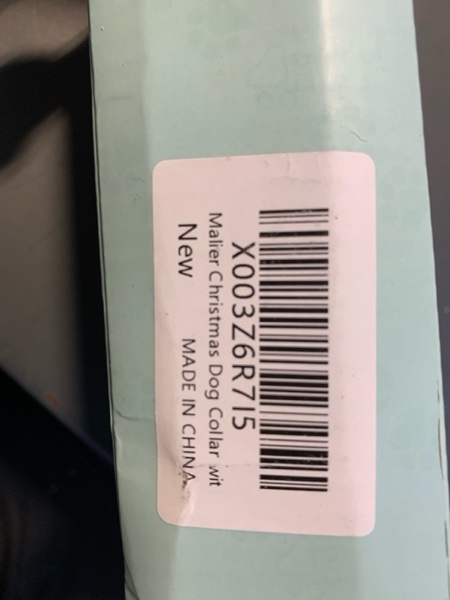 X003Z6R7I5
Malier Christmas Dog Collar wit
New MADE IN CHINA